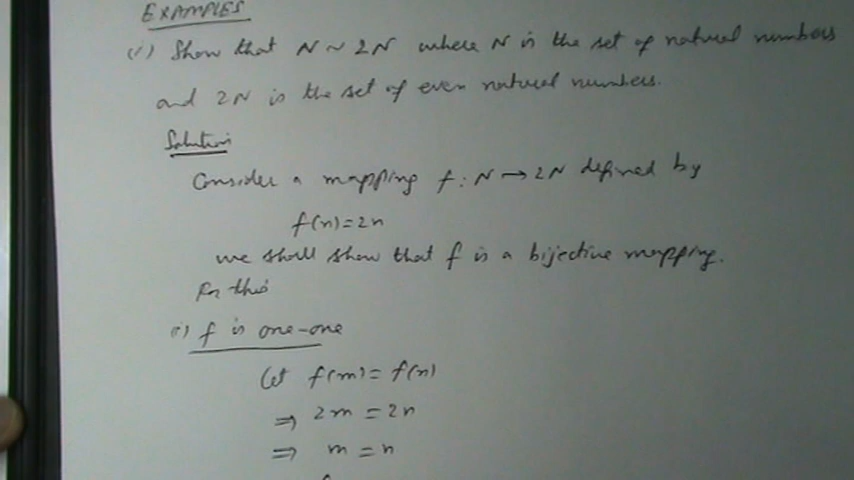 EXAMPLES
(1) Show that N ~ 2N where N is the set of natural numbers
and 2N is the set of even natural numbers.
Solution
Consider a mapping f : N → 2N defined by
f(n) = 2n
we shall show that f is a bijective mapping.
For this
(i) f is one-one
Let f(m) = f(n)
⇒ 2m = 2n
⇒ m = n